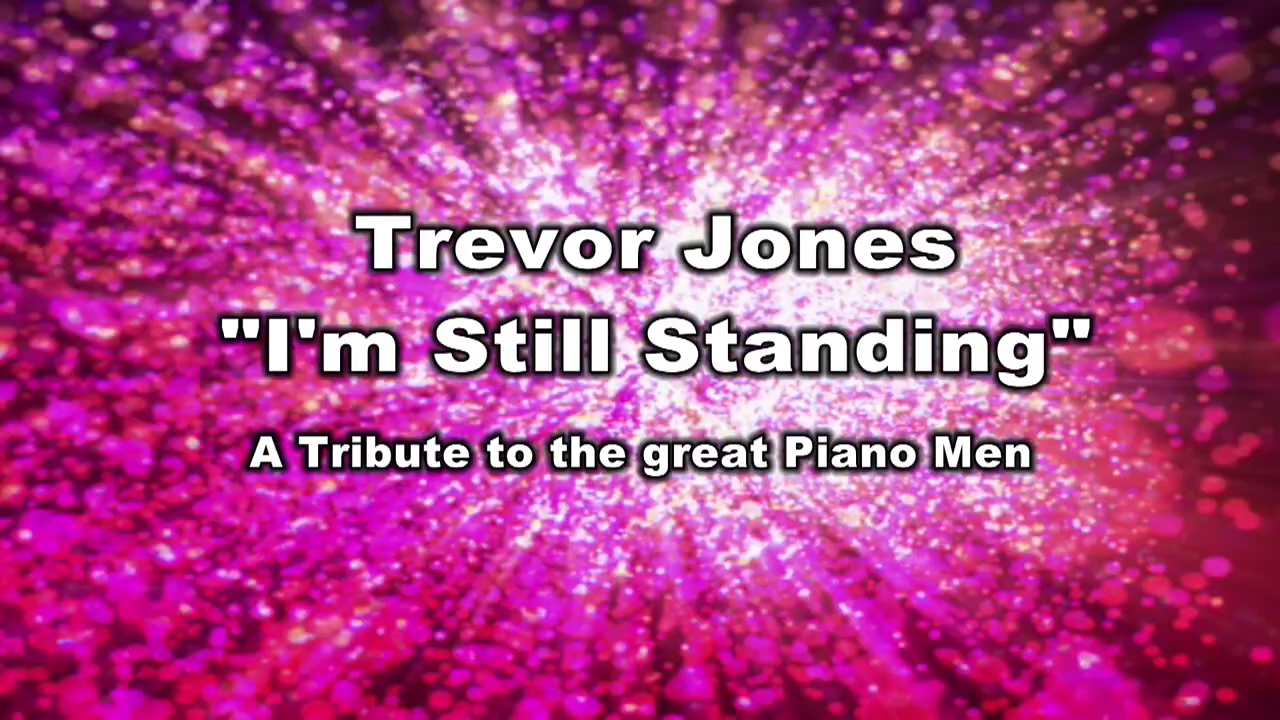 Trevor Jones
"I'm Still Standing"
A Tribute to the great Piano Men